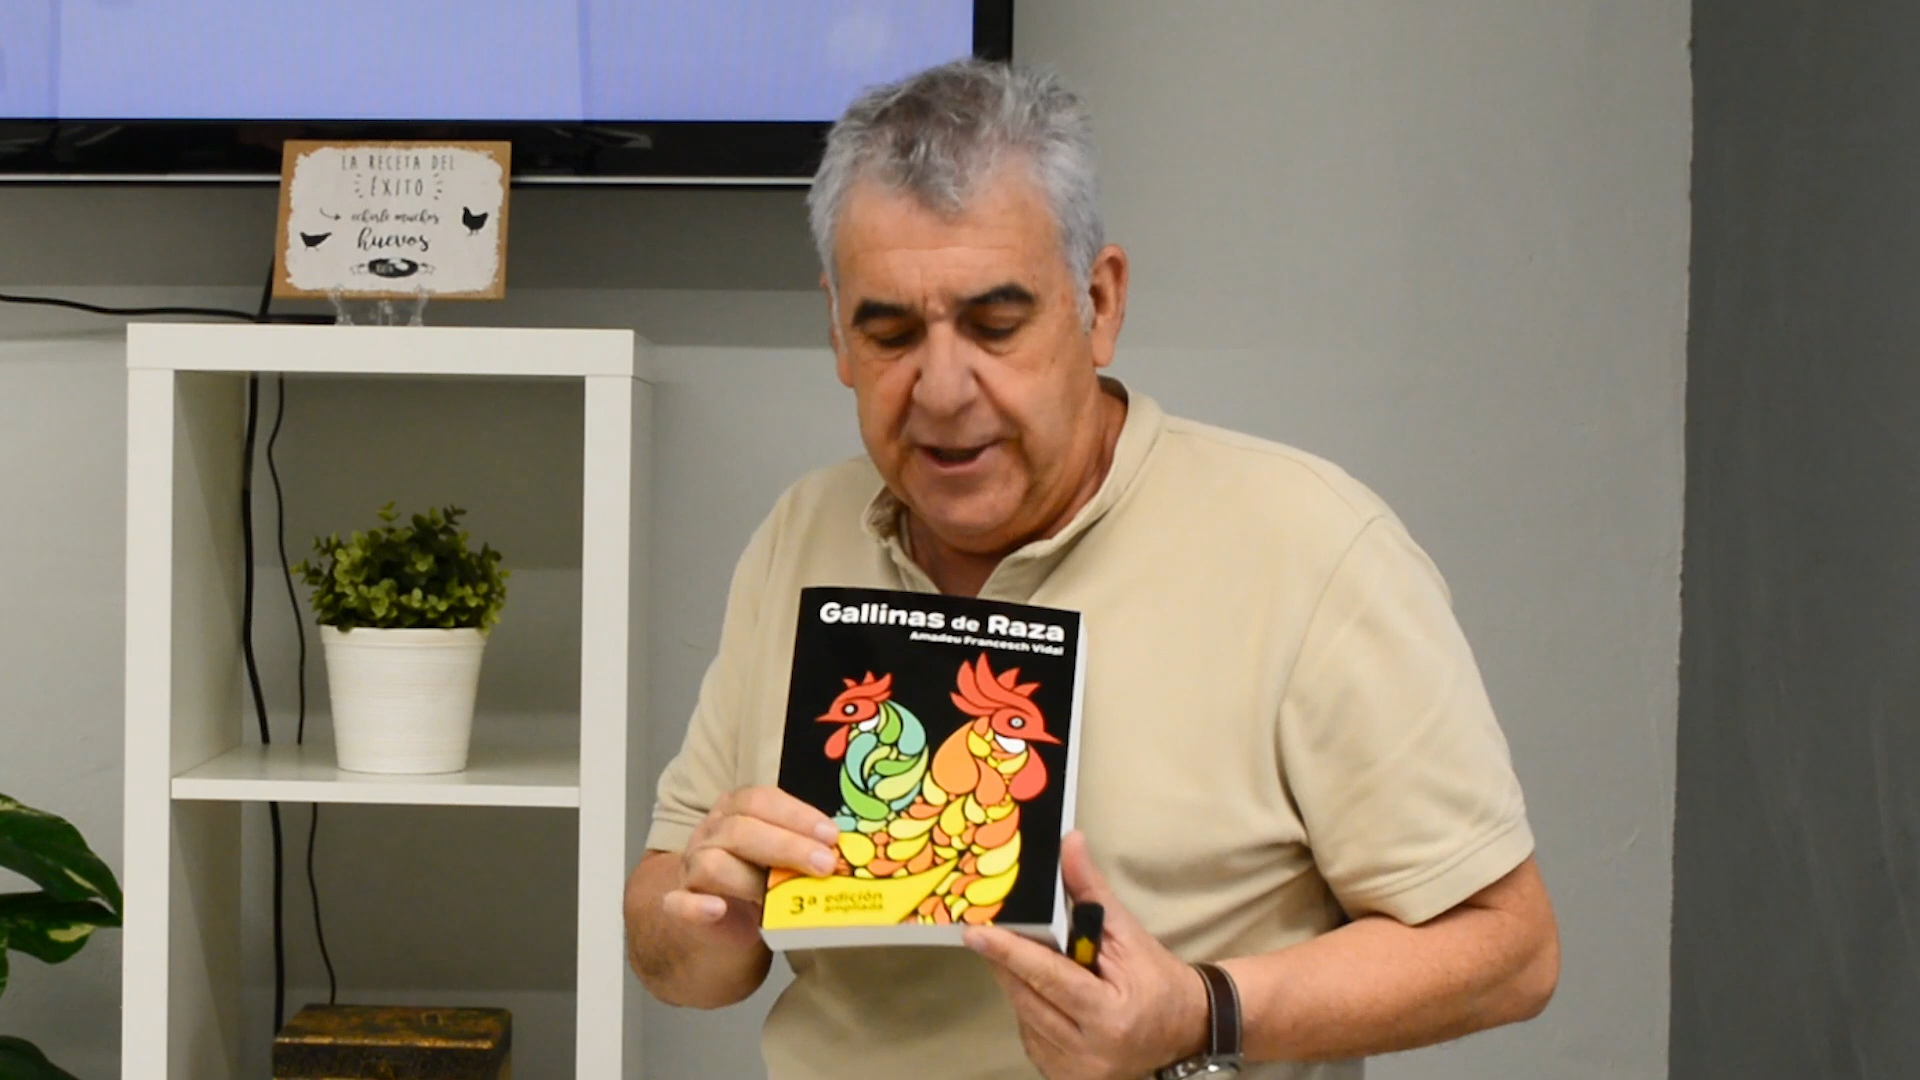 LA RECETA DEL
ÉXITO
echarle muchos
huevos
Gallinas de Raza
Amadeu Francesch Vidal
3ª edición
ampliada